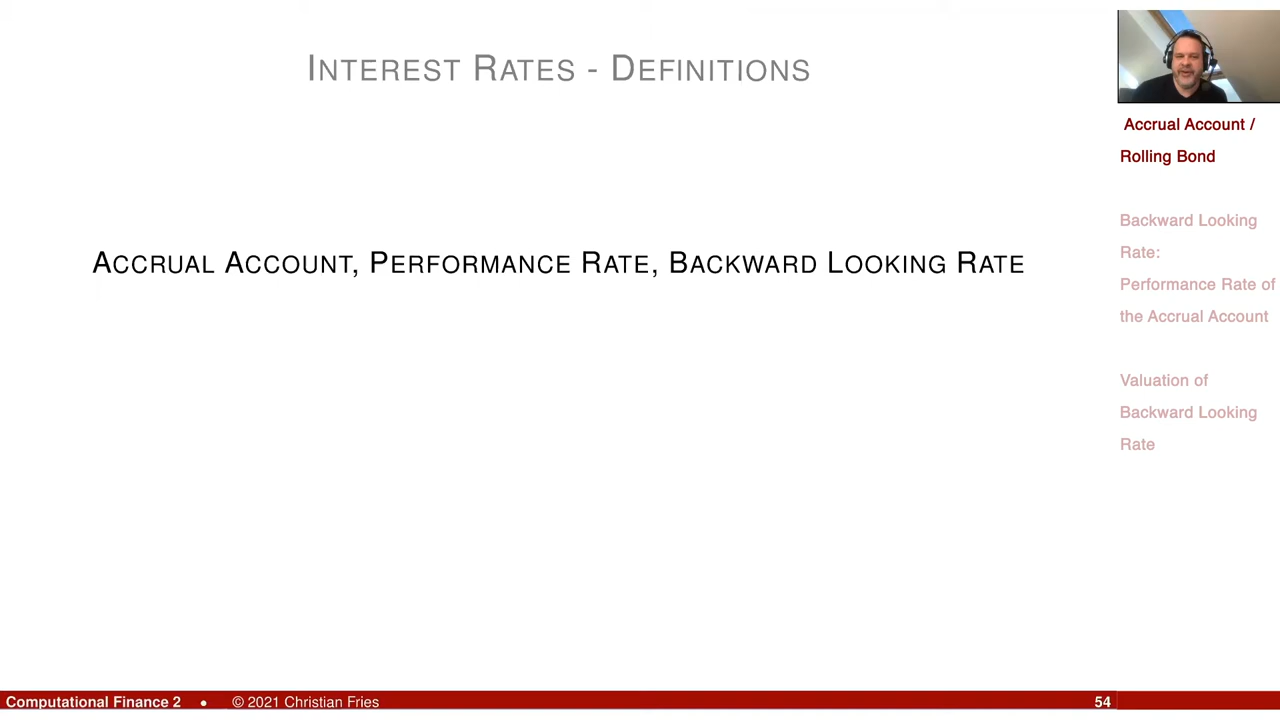 INTEREST RATES - DEFINITIONS
ACCRUAL ACCOUNT, PERFORMANCE RATE, BACKWARD LOOKING RATE
Accrual Account /
Rolling Bond
Backward Looking
Rate:
Performance Rate of
the Accrual Account
Valuation of
Backward Looking
Rate
Computational Finance 2 • © 2021 Christian Fries 54